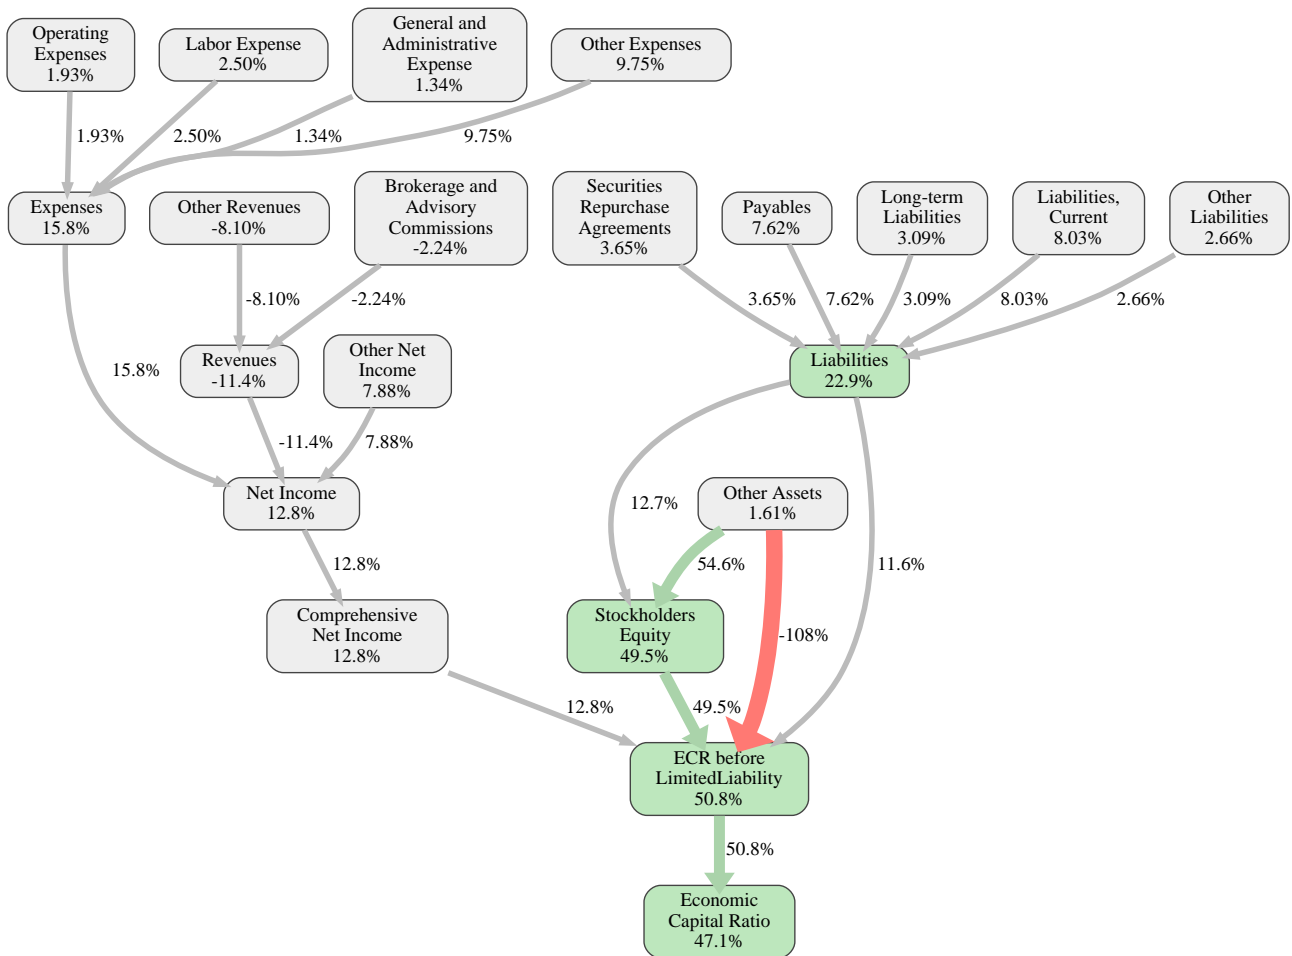 Operating
Expenses
1.93%
Labor Expense
2.50%
General and
Administrative
Expense
1.34%
Other Expenses
9.75%
1.93%
2.50%
1.34%
9.75%
Expenses
15.8%
Other Revenues
-8.10%
Brokerage and
Advisory
Commissions
-2.24%
Securities
Repurchase
Agreements
3.65%
Payables
7.62%
Long-term
Liabilities
3.09%
Liabilities,
Current
8.03%
Other
Liabilities
2.66%
-8.10%
-2.24%
3.65%
7.62%
3.09%
8.03%
2.66%
15.8%
Revenues
-11.4%
Other Net
Income
7.88%
Liabilities
22.9%
-11.4%
7.88%
Net Income
12.8%
12.7%
Other Assets
1.61%
12.8%
54.6%
11.6%
Comprehensive
Net Income
12.8%
Stockholders
Equity
49.5%
-108%
12.8%
49.5%
ECR before
LimitedLiability
50.8%
50.8%
Economic
Capital Ratio
47.1%